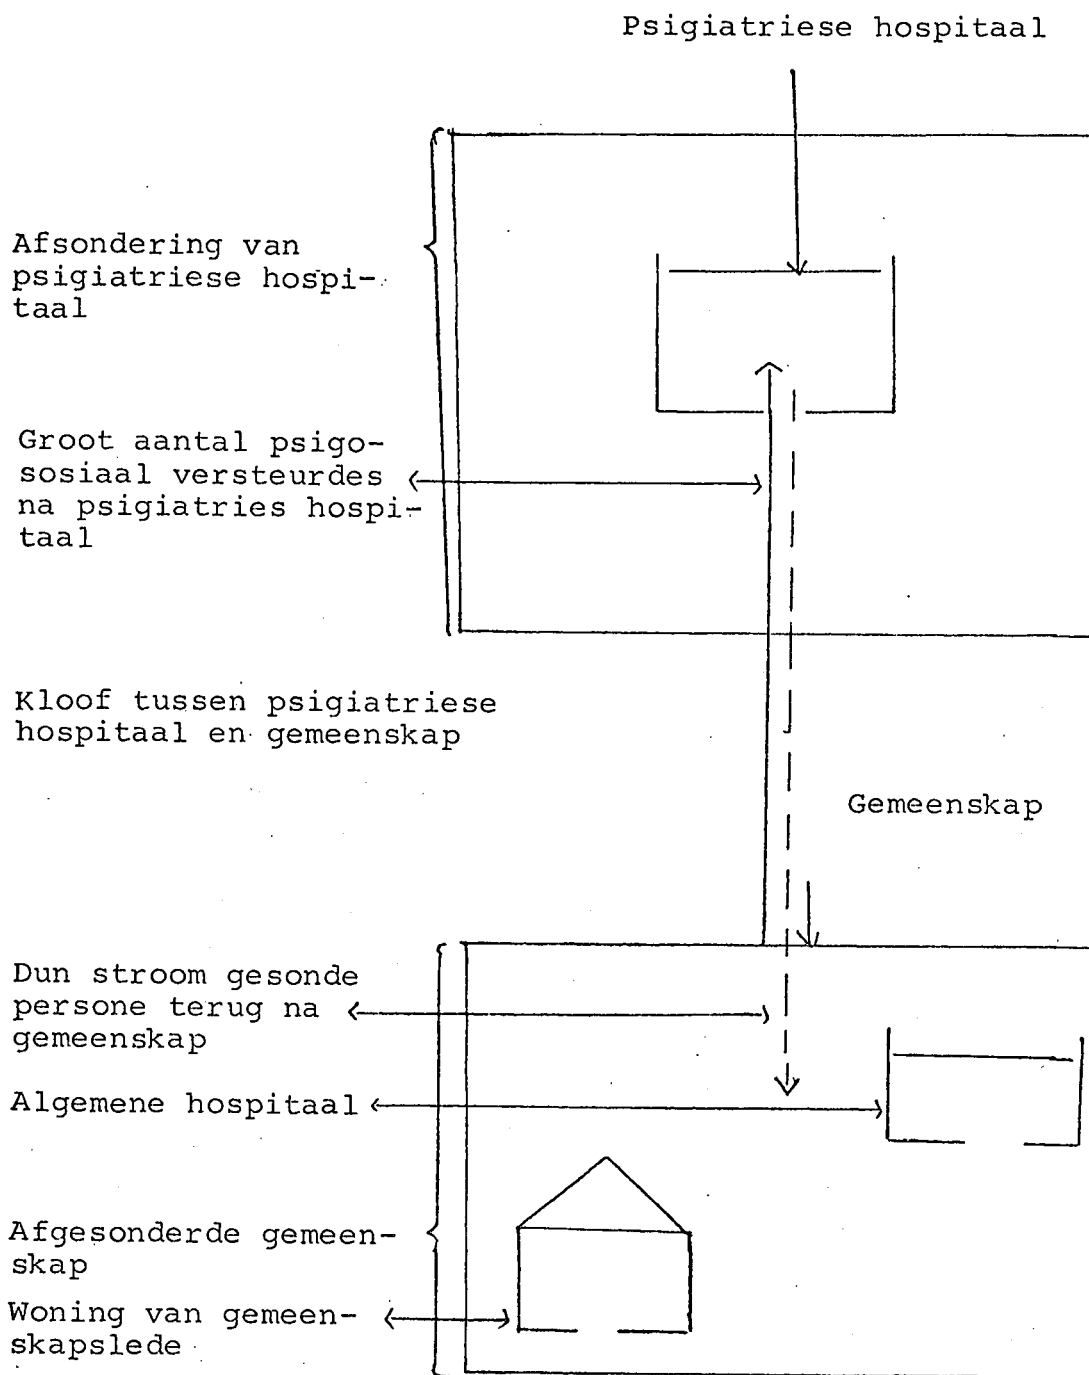 Psigiatriese hospitaal
Afsondering van
psigiatriese hospi-
taal
Groot aantal psigo-
sosiaal versteurdes
na psigiatries hospi-
taal
Kloof tussen psigiatriese
hospitaal en gemeenskap
Gemeenskap
Dun stroom gesonde
persone terug na
gemeenskap
Algemene hospitaal
Afgesonderde gemeen-
skap
Woning van gemeen-
skapslede